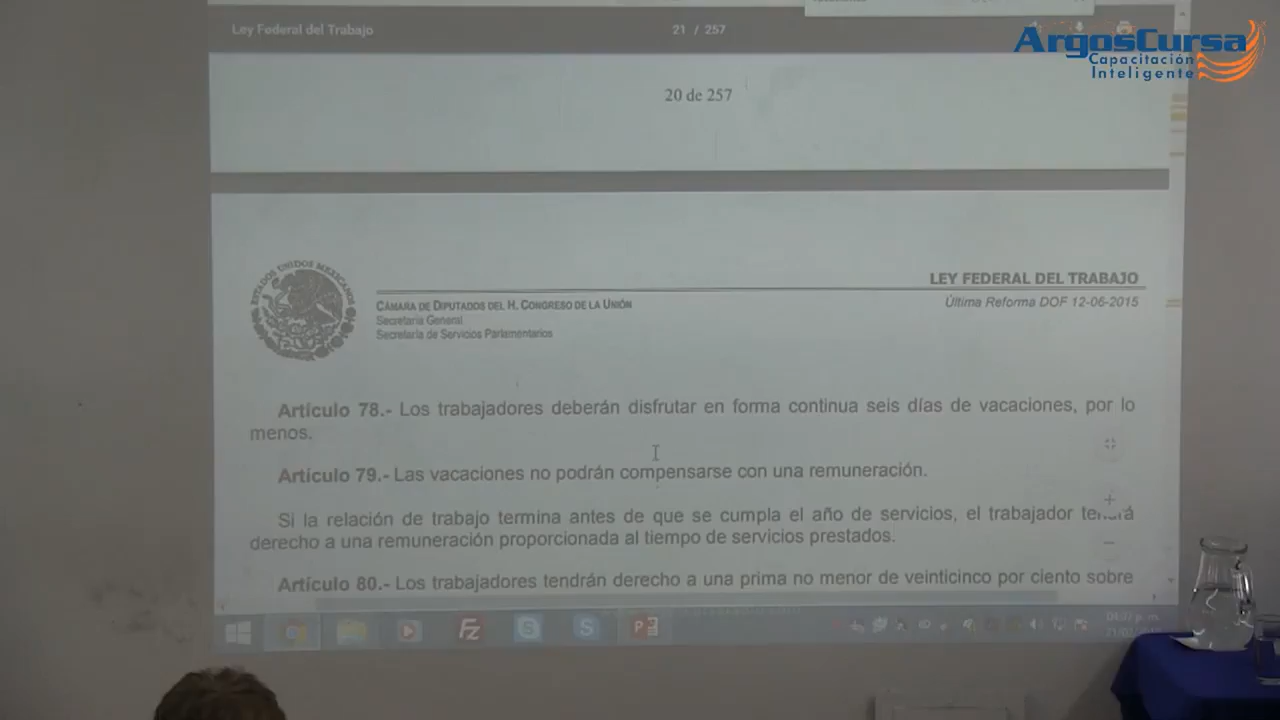 Ley Federal del Trabajo
21 / 257
ArgosCursa
Capacitación
Inteligente
20 de 257
ESTADOS UNIDOS MEXICANOS
LEY FEDERAL DEL TRABAJO
CÁMARA DE DIPUTADOS DEL H. CONGRESO DE LA UNIÓN
Última Reforma DOF 12-06-2015
Secretaría General
Secretaría de Servicios Parlamentarios
Artículo 78.- Los trabajadores deberán disfrutar en forma continua seis días de vacaciones, por lo
menos.
Artículo 79.- Las vacaciones no podrán compensarse con una remuneración.
Si la relación de trabajo termina antes de que se cumpla el año de servicios, el trabajador tendrá
derecho a una remuneración proporcionada al tiempo de servicios prestados.
Artículo 80.- Los trabajadores tendrán derecho a una prima no menor de veinticinco por ciento sobre